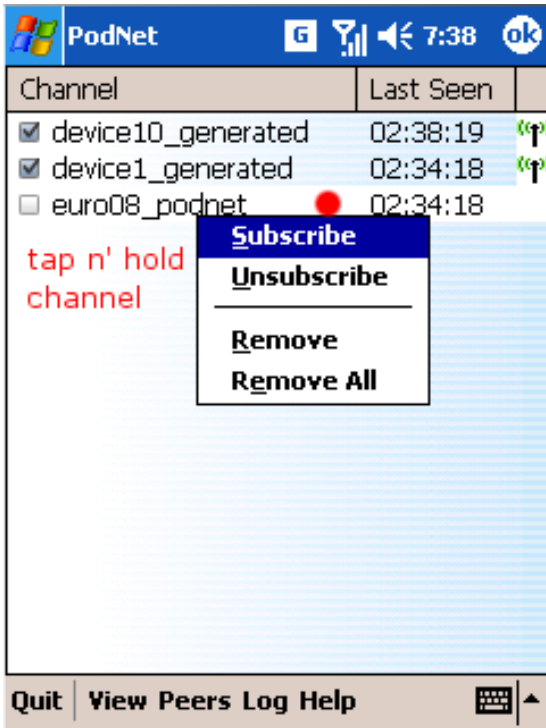 PodNet G 7:38 ok
Channel Last Seen
device10_generated 02:38:19
device1_generated 02:34:18
euro08_podnet 02:34:18
tap n' hold
channel
Subscribe
Unsubscribe
Remove
Remove All
Quit View Peers Log Help